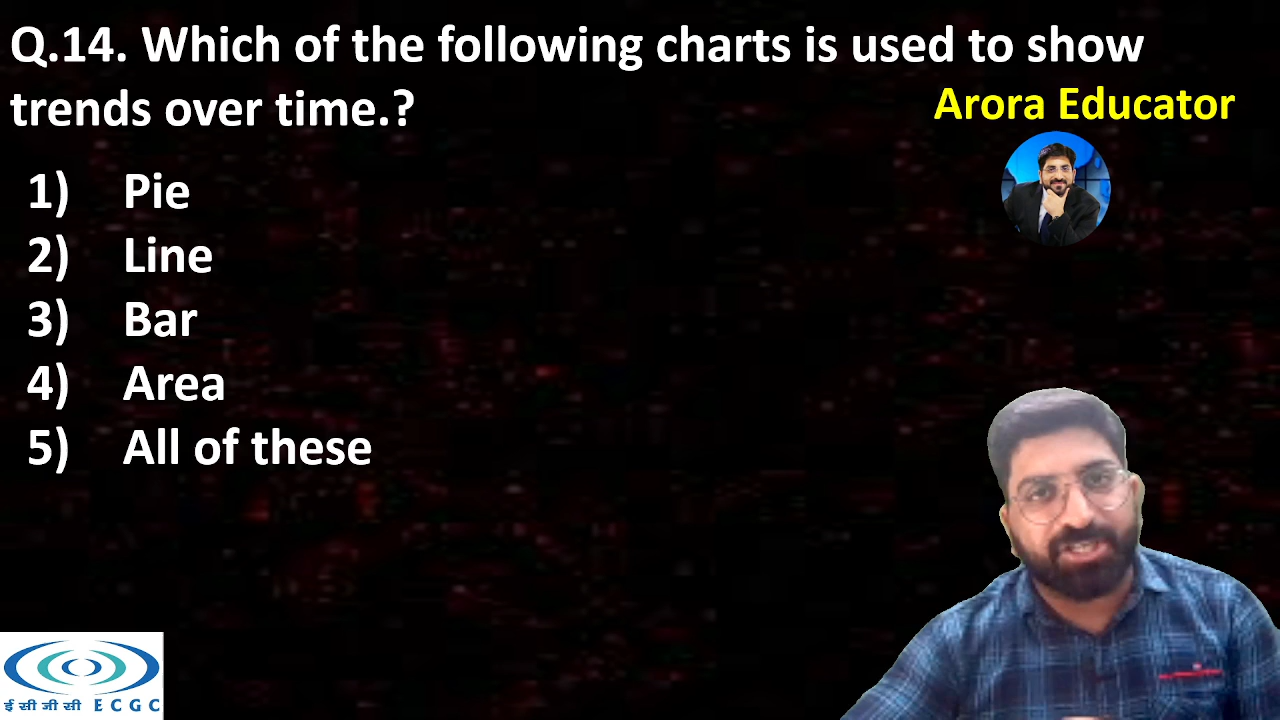 Q.14. Which of the following charts is used to show
trends over time.?
Arora Educator
1) Pie
2) Line
3) Bar
4) Area
5) All of these
ई सी जी सी E C G C